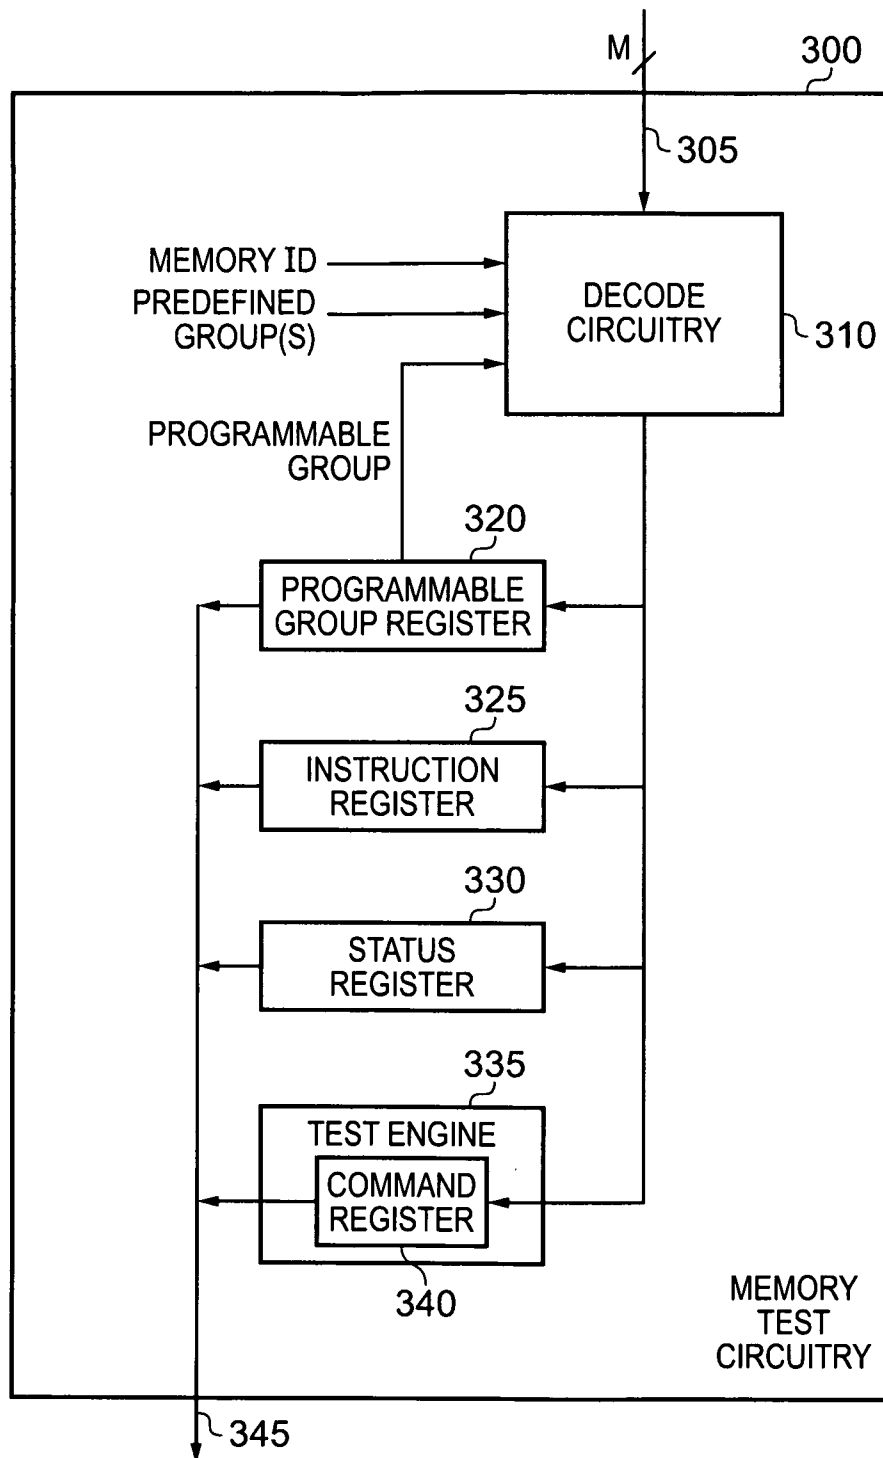 M
300
305
MEMORY ID
PREDEFINED
GROUP(S)
DECODE
CIRCUITRY
310
PROGRAMMABLE
GROUP
320
PROGRAMMABLE
GROUP REGISTER
325
INSTRUCTION
REGISTER
330
STATUS
REGISTER
335
TEST ENGINE
COMMAND
REGISTER
340
MEMORY
TEST
CIRCUITRY
345